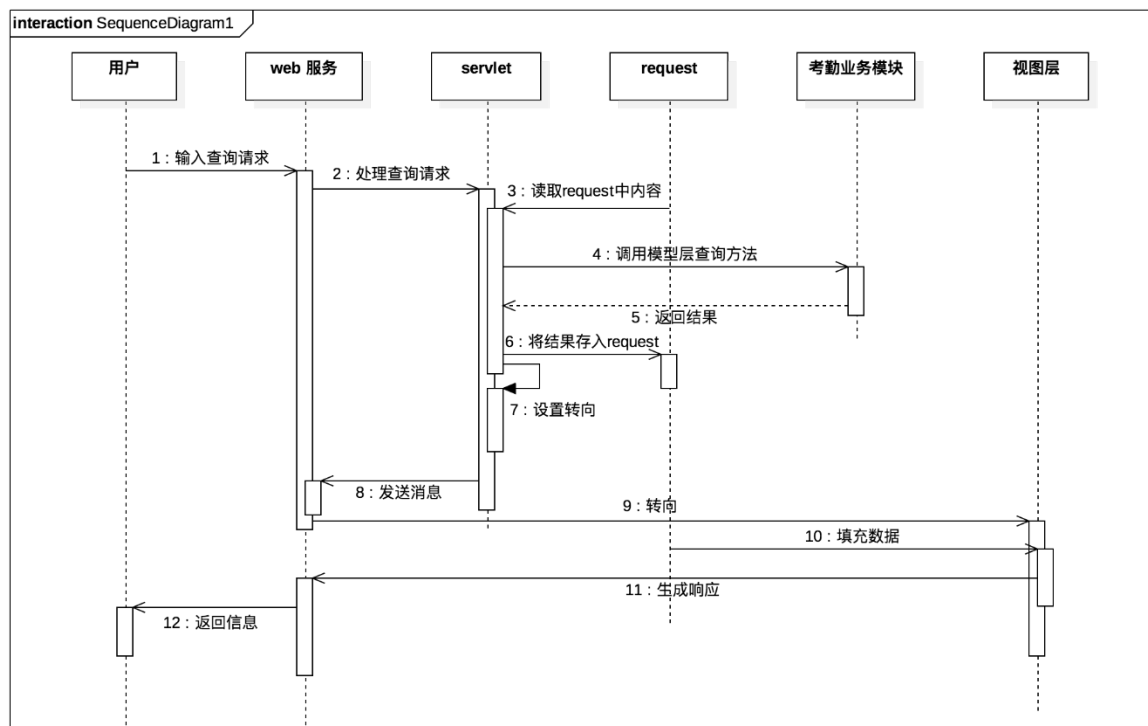 interaction SequenceDiagram1
用户
web 服务
servlet
request
考勤业务模块
视图层
1 : 输入查询请求
2 : 处理查询请求
3 : 读取request中内容
4 : 调用模型层查询方法
5 : 返回结果
6 : 将结果存入request
7 : 设置转向
8 : 发送消息
9 : 转向
10 : 填充数据
11 : 生成响应
12 : 返回信息